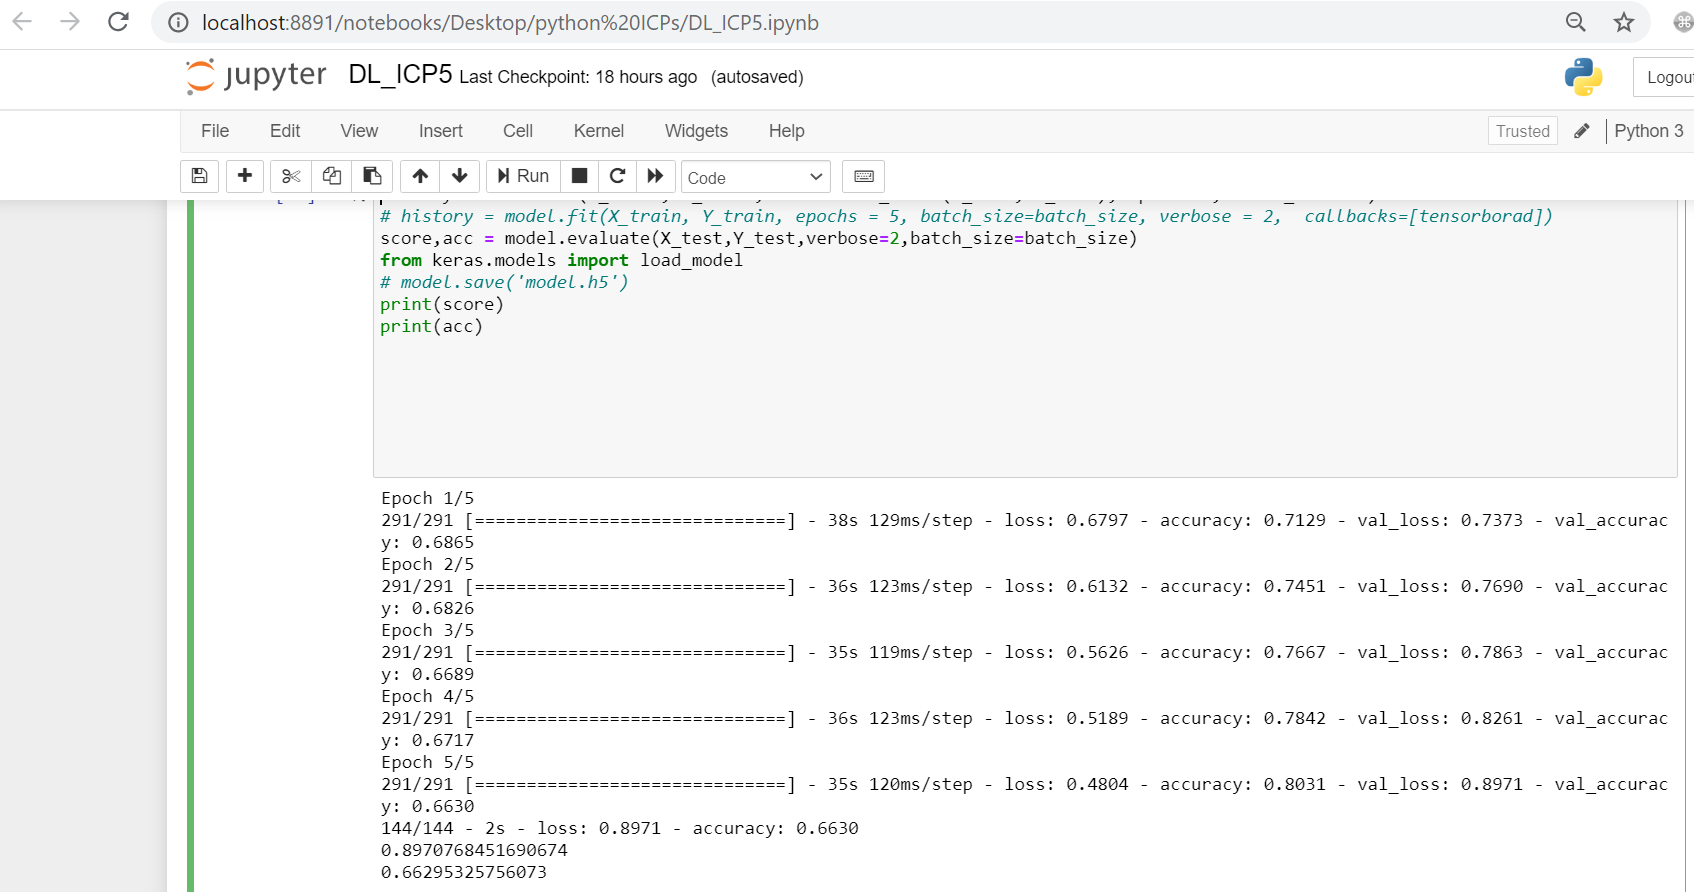 localhost:8891/notebooks/Desktop/python%20ICPs/DL_ICP5.ipynb
jupyter DL_ICP5 Last Checkpoint: 18 hours ago (autosaved)
Logou
File Edit View Insert Cell Kernel Widgets Help
Trusted Python 3
Run Code
# history = model.fit(X_train, Y_train, epochs = 5, batch_size=batch_size, verbose = 2,  callbacks=[tensorborad])
score,acc = model.evaluate(X_test,Y_test,verbose=2,batch_size=batch_size)
from keras.models import load_model
# model.save('model.h5')
print(score)
print(acc)
Epoch 1/5
291/291 [==============================] - 38s 129ms/step - loss: 0.6797 - accuracy: 0.7129 - val_loss: 0.7373 - val_accurac
y: 0.6865
Epoch 2/5
291/291 [==============================] - 36s 123ms/step - loss: 0.6132 - accuracy: 0.7451 - val_loss: 0.7690 - val_accurac
y: 0.6826
Epoch 3/5
291/291 [==============================] - 35s 119ms/step - loss: 0.5626 - accuracy: 0.7667 - val_loss: 0.7863 - val_accurac
y: 0.6689
Epoch 4/5
291/291 [==============================] - 36s 123ms/step - loss: 0.5189 - accuracy: 0.7842 - val_loss: 0.8261 - val_accurac
y: 0.6717
Epoch 5/5
291/291 [==============================] - 35s 120ms/step - loss: 0.4804 - accuracy: 0.8031 - val_loss: 0.8971 - val_accurac
y: 0.6630
144/144 - 2s - loss: 0.8971 - accuracy: 0.6630
0.8970768451690674
0.66295325756073